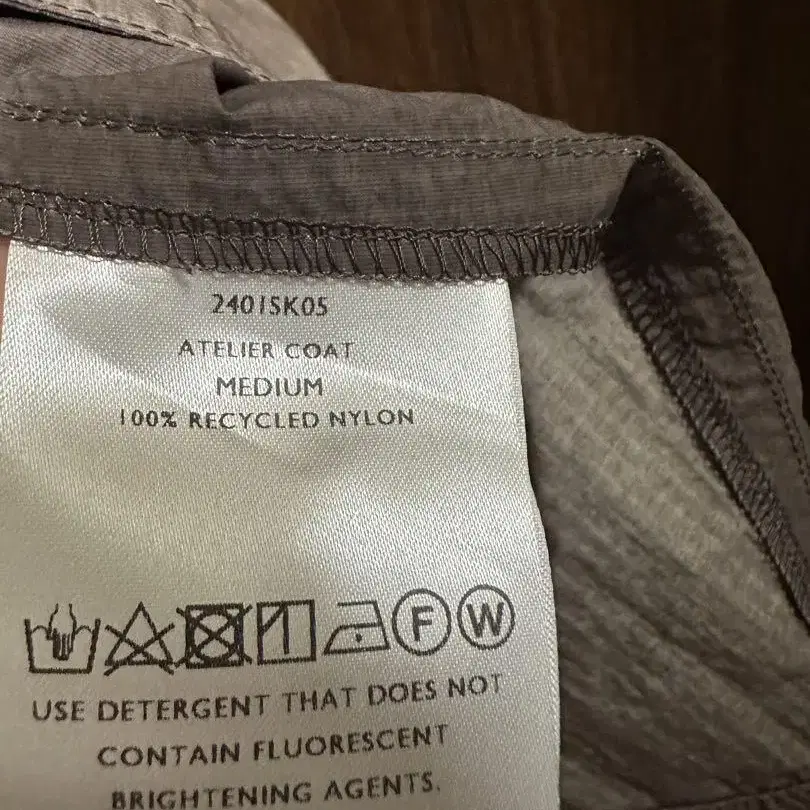 2401SK05
ATELIER COAT
MEDIUM
100% RECYCLED NYLON
F W
USE DETERGENT THAT DOES NOT
CONTAIN FLUORESCENT
BRIGHTENING AGENTS.